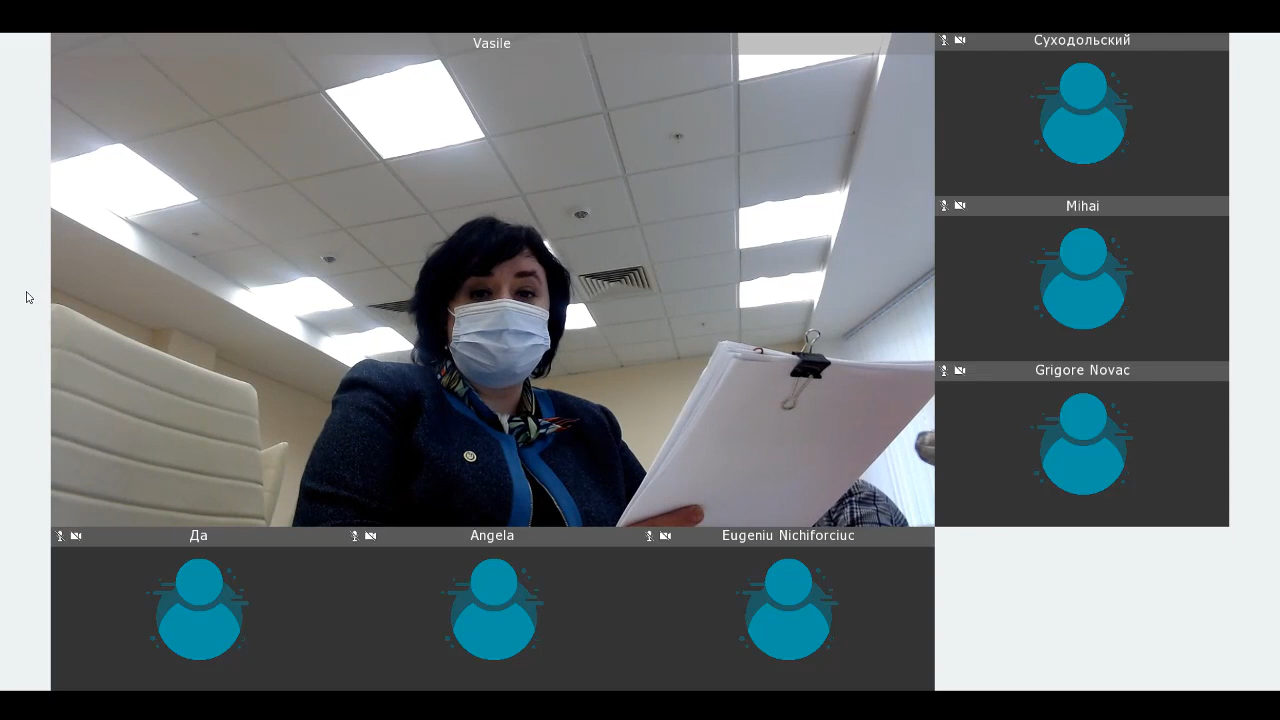 Vasile
Суходольский
Mihai
Grigore Novac
Да
Angela
Eugeniu Nichiforciuc